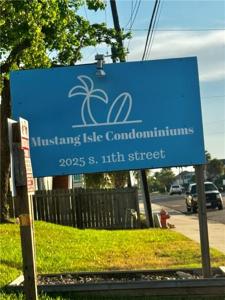 Mustang Isle Condominiums
2025 s. 11th street